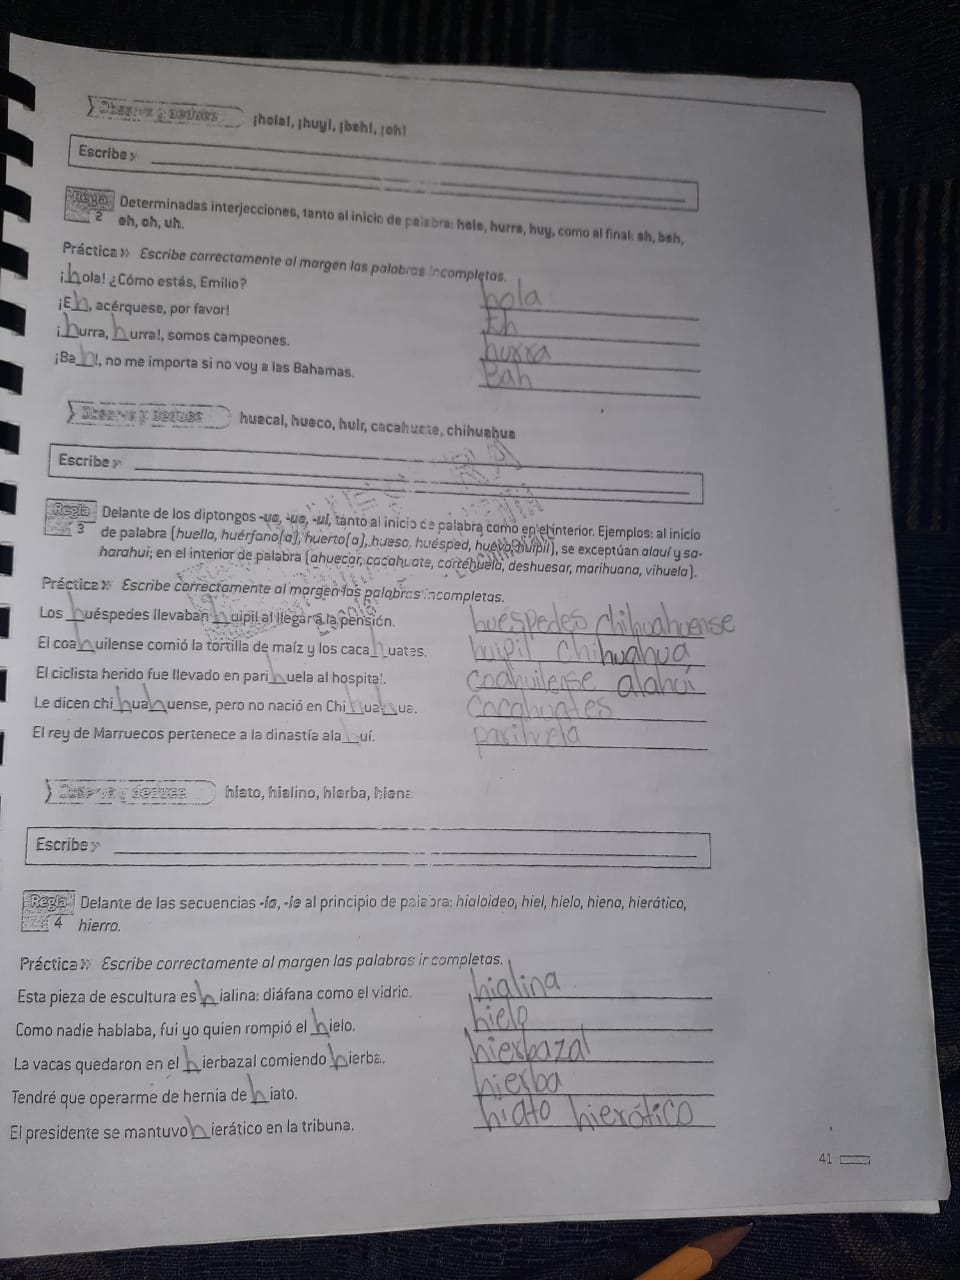 Observa y deduce ¡hola!, ¡huy!, ¡bah!, ¡oh!
Escribe »
Regla 2 Determinadas interjecciones, tanto al inicio de palabra: hola, hurra, huy, como al final: ah, bah,
eh, oh, uh.
Práctica » Escribe correctamente al margen las palabras incompletas.
¡hola! ¿Cómo estás, Emilio? hola
¡Eh, acérquese, por favor! Eh
¡hurra, hurra!, somos campeones. hurra
¡Bah!, no me importa si no voy a las Bahamas. Bah
Observa y deduce huacal, hueco, huir, cacahuate, chihuahua
Escribe »
Regla 3 Delante de los diptongos -ua, -ue, -ui, tanto al inicio de palabra como en el interior. Ejemplos: al inicio
de palabra (huella, huérfano(a), huerto(a), hueso, huésped, huevo, huipil), se exceptúan alauí y sa-
harahui; en el interior de palabra (ahuecar, cacahuate, correhuela, deshuesar, marihuana, vihuela).
Práctica » Escribe correctamente al margen las palabras incompletas.
Los huéspedes llevaban huipil al llegar a la pensión. huéspedes chihuahuense
El coahuilense comió la tortilla de maíz y los cacahuates. huipil Chihuahua
El ciclista herido fue llevado en parihuela al hospital. Coahuilense alahuí
Le dicen chihuahuense, pero no nació en Chihuahua. Cacahuates
El rey de Marruecos pertenece a la dinastía ala_uí. parihuela
Observa y deduce hiato, hialino, hierba, hiena
Escribe »
Regla 4 Delante de las secuencias -ia, -ie al principio de palabra: hialoideo, hiel, hielo, hiena, hierático,
hierro.
Práctica » Escribe correctamente al margen las palabras incompletas.
Esta pieza de escultura es hialina: diáfana como el vidrio. hialina
Como nadie hablaba, fui yo quien rompió el hielo. hielo
La vacas quedaron en el hierbazal comiendo hierba. hierbazal
Tendré que operarme de hernia de hiato. hierba
El presidente se mantuvo hierático en la tribuna. hiato hierático
41